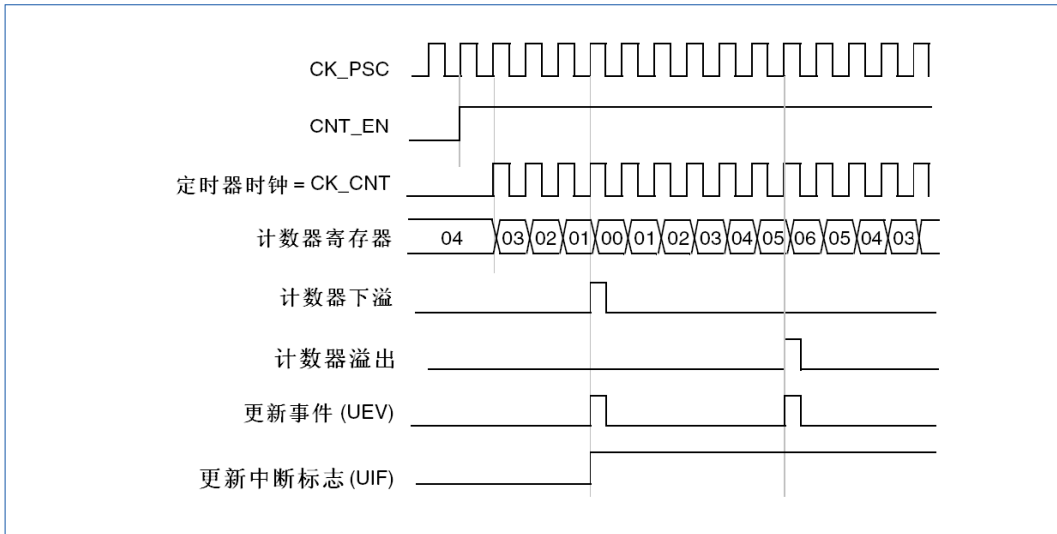 CK_PSC
CNT_EN
定时器时钟 = CK_CNT
计数器寄存器 04 03 02 01 00 01 02 03 04 05 06 05 04 03
计数器下溢
计数器溢出
更新事件 (UEV)
更新中断标志 (UIF)